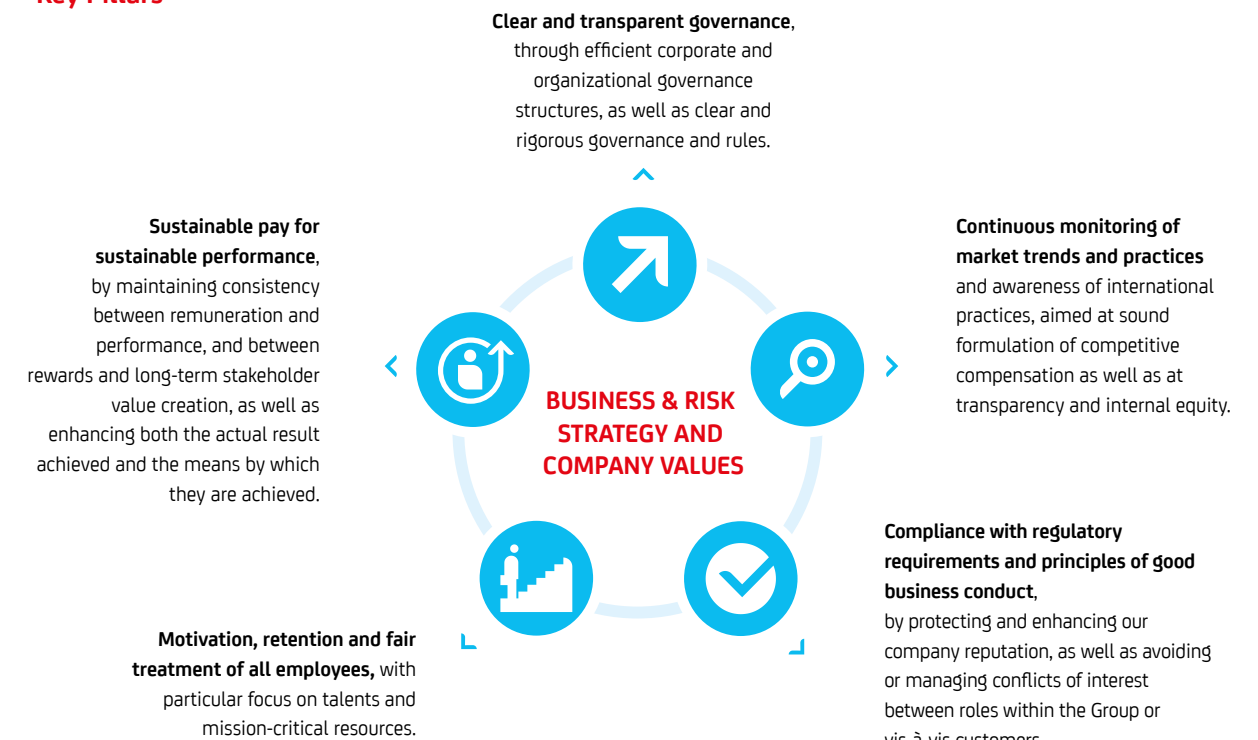 Key Pillars
Clear and transparent governance,
through efficient corporate and
organizational governance
structures, as well as clear and
rigorous governance and rules.
Sustainable pay for
sustainable performance,
by maintaining consistency
between remuneration and
performance, and between
rewards and long-term stakeholder
value creation, as well as
enhancing both the actual result
achieved and the means by which
they are achieved.
Continuous monitoring of
market trends and practices
and awareness of international
practices, aimed at sound
formulation of competitive
compensation as well as at
transparency and internal equity.
BUSINESS & RISK
STRATEGY AND
COMPANY VALUES
Motivation, retention and fair
treatment of all employees, with
particular focus on talents and
mission-critical resources.
Compliance with regulatory
requirements and principles of good
business conduct,
by protecting and enhancing our
company reputation, as well as avoiding
or managing conflicts of interest
between roles within the Group or
vis-à-vis customers